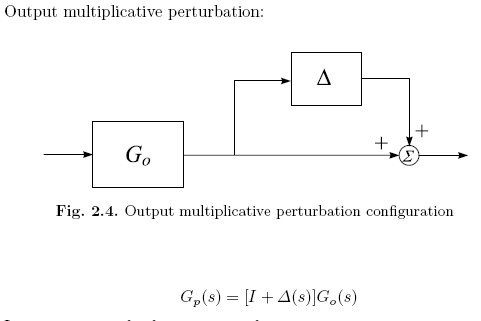 Output multiplicative perturbation:
Δ
+
+
G_o
Σ
Fig. 2.4. Output multiplicative perturbation configuration
G_p(s) = [I + Δ(s)]G_o(s)